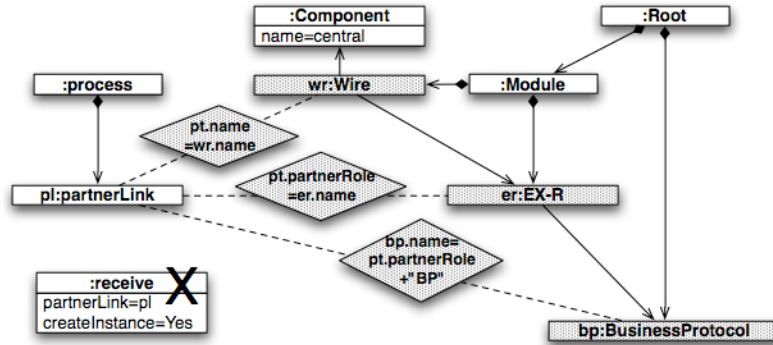 :Component
name=central
:Root
:process
wr:Wire
:Module
pt.name
=wr.name
pt.partnerRole
=er.name
pl:partnerLink
er:EX-R
bp.name=
pt.partnerRole
+"BP"
:receive
X
partnerLink=pl
createInstance=Yes
bp:BusinessProtocol